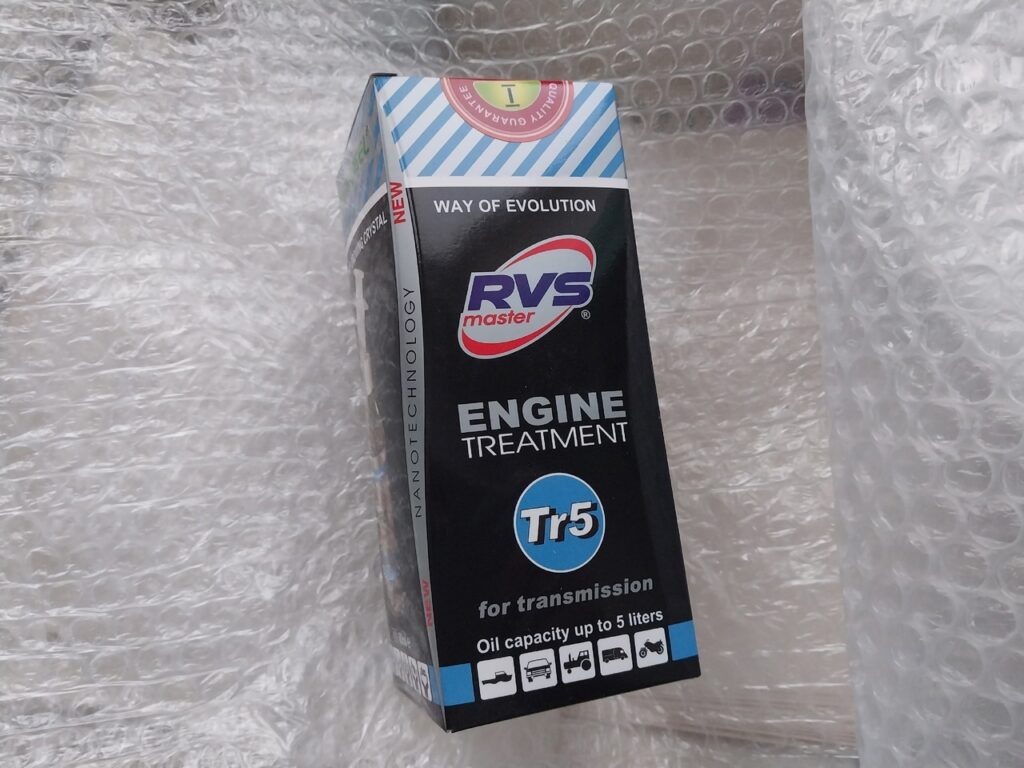 QUALITY GUARANTEE
I
WAY OF EVOLUTION
RVS
master
®
ENGINE
TREATMENT
Tr5
for transmission
Oil capacity up to 5 liters
NEW
NANOTECHNOLOGY
NEW
CRYSTAL